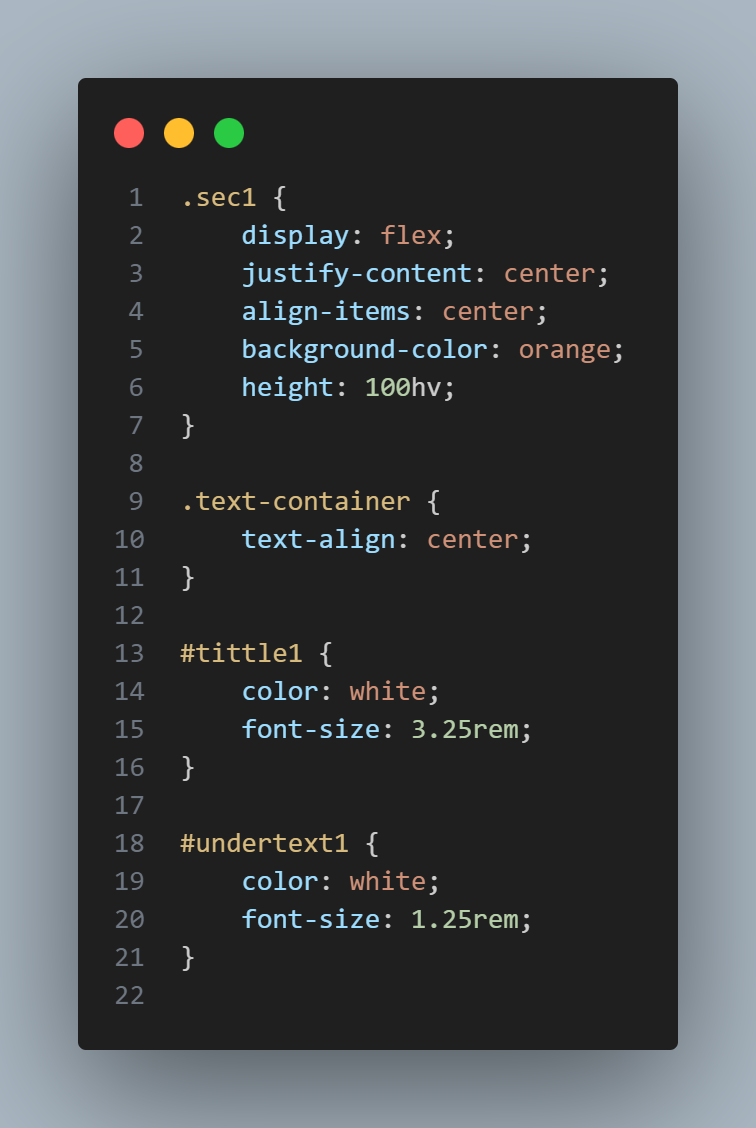 1 .sec1 {
2     display: flex;
3     justify-content: center;
4     align-items: center;
5     background-color: orange;
6     height: 100hv;
7 }
8
9 .text-container {
10     text-align: center;
11 }
12
13 #tittle1 {
14     color: white;
15     font-size: 3.25rem;
16 }
17
18 #undertext1 {
19     color: white;
20     font-size: 1.25rem;
21 }
22